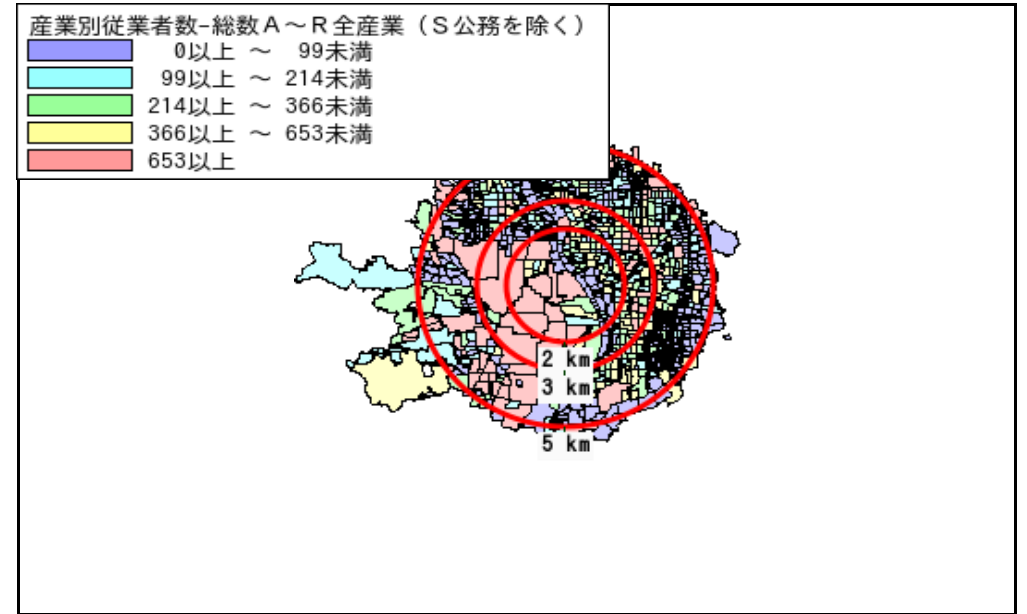 産業別従業者数-総数A～R全産業（S公務を除く）
0以上 ～ 99未満
99以上 ～ 214未満
214以上 ～ 366未満
366以上 ～ 653未満
653以上
2 km
3 km
5 km